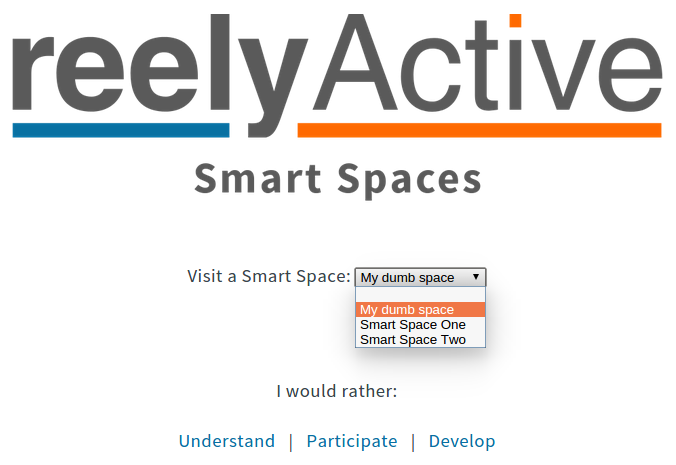 reelyActive
Smart Spaces
Visit a Smart Space: My dumb space ▼
My dumb space
Smart Space One
Smart Space Two
I would rather:
Understand | Participate | Develop